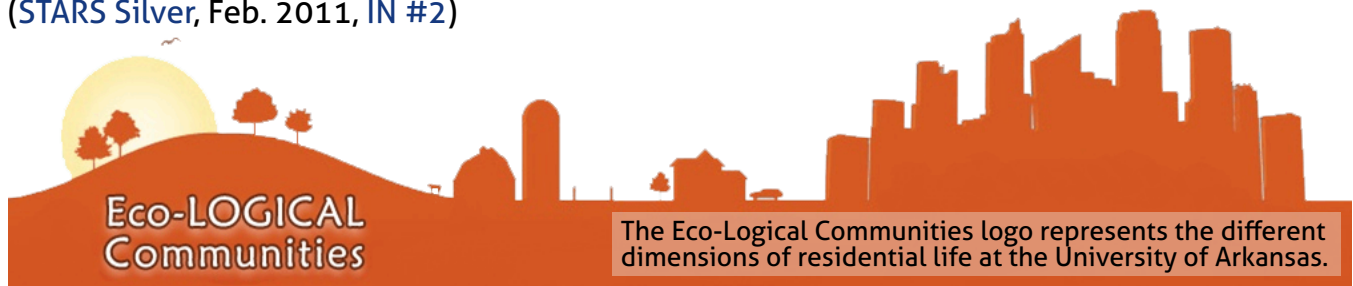 (STARS Silver, Feb. 2011, IN #2)
Eco-LOGICAL
Communities
The Eco-Logical Communities logo represents the different
dimensions of residential life at the University of Arkansas.